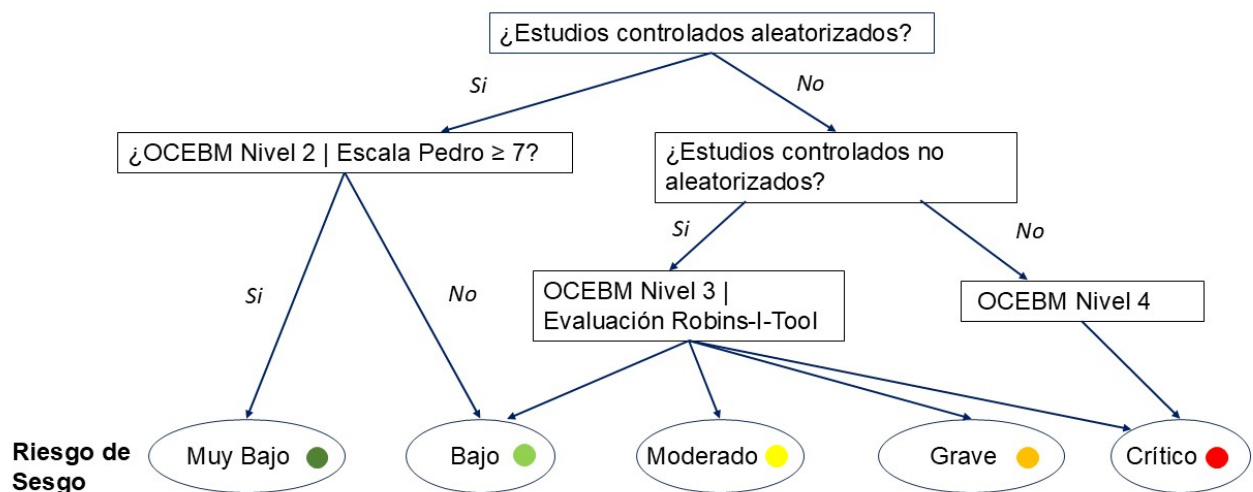 ¿Estudios controlados aleatorizados?
Si
No
¿OCEBM Nivel 2 | Escala Pedro ≥ 7?
¿Estudios controlados no
aleatorizados?
Si
No
Si
No
OCEBM Nivel 3 |
Evaluación Robins-I-Tool
OCEBM Nivel 4
Riesgo de
Sesgo
Muy Bajo
Bajo
Moderado
Grave
Crítico